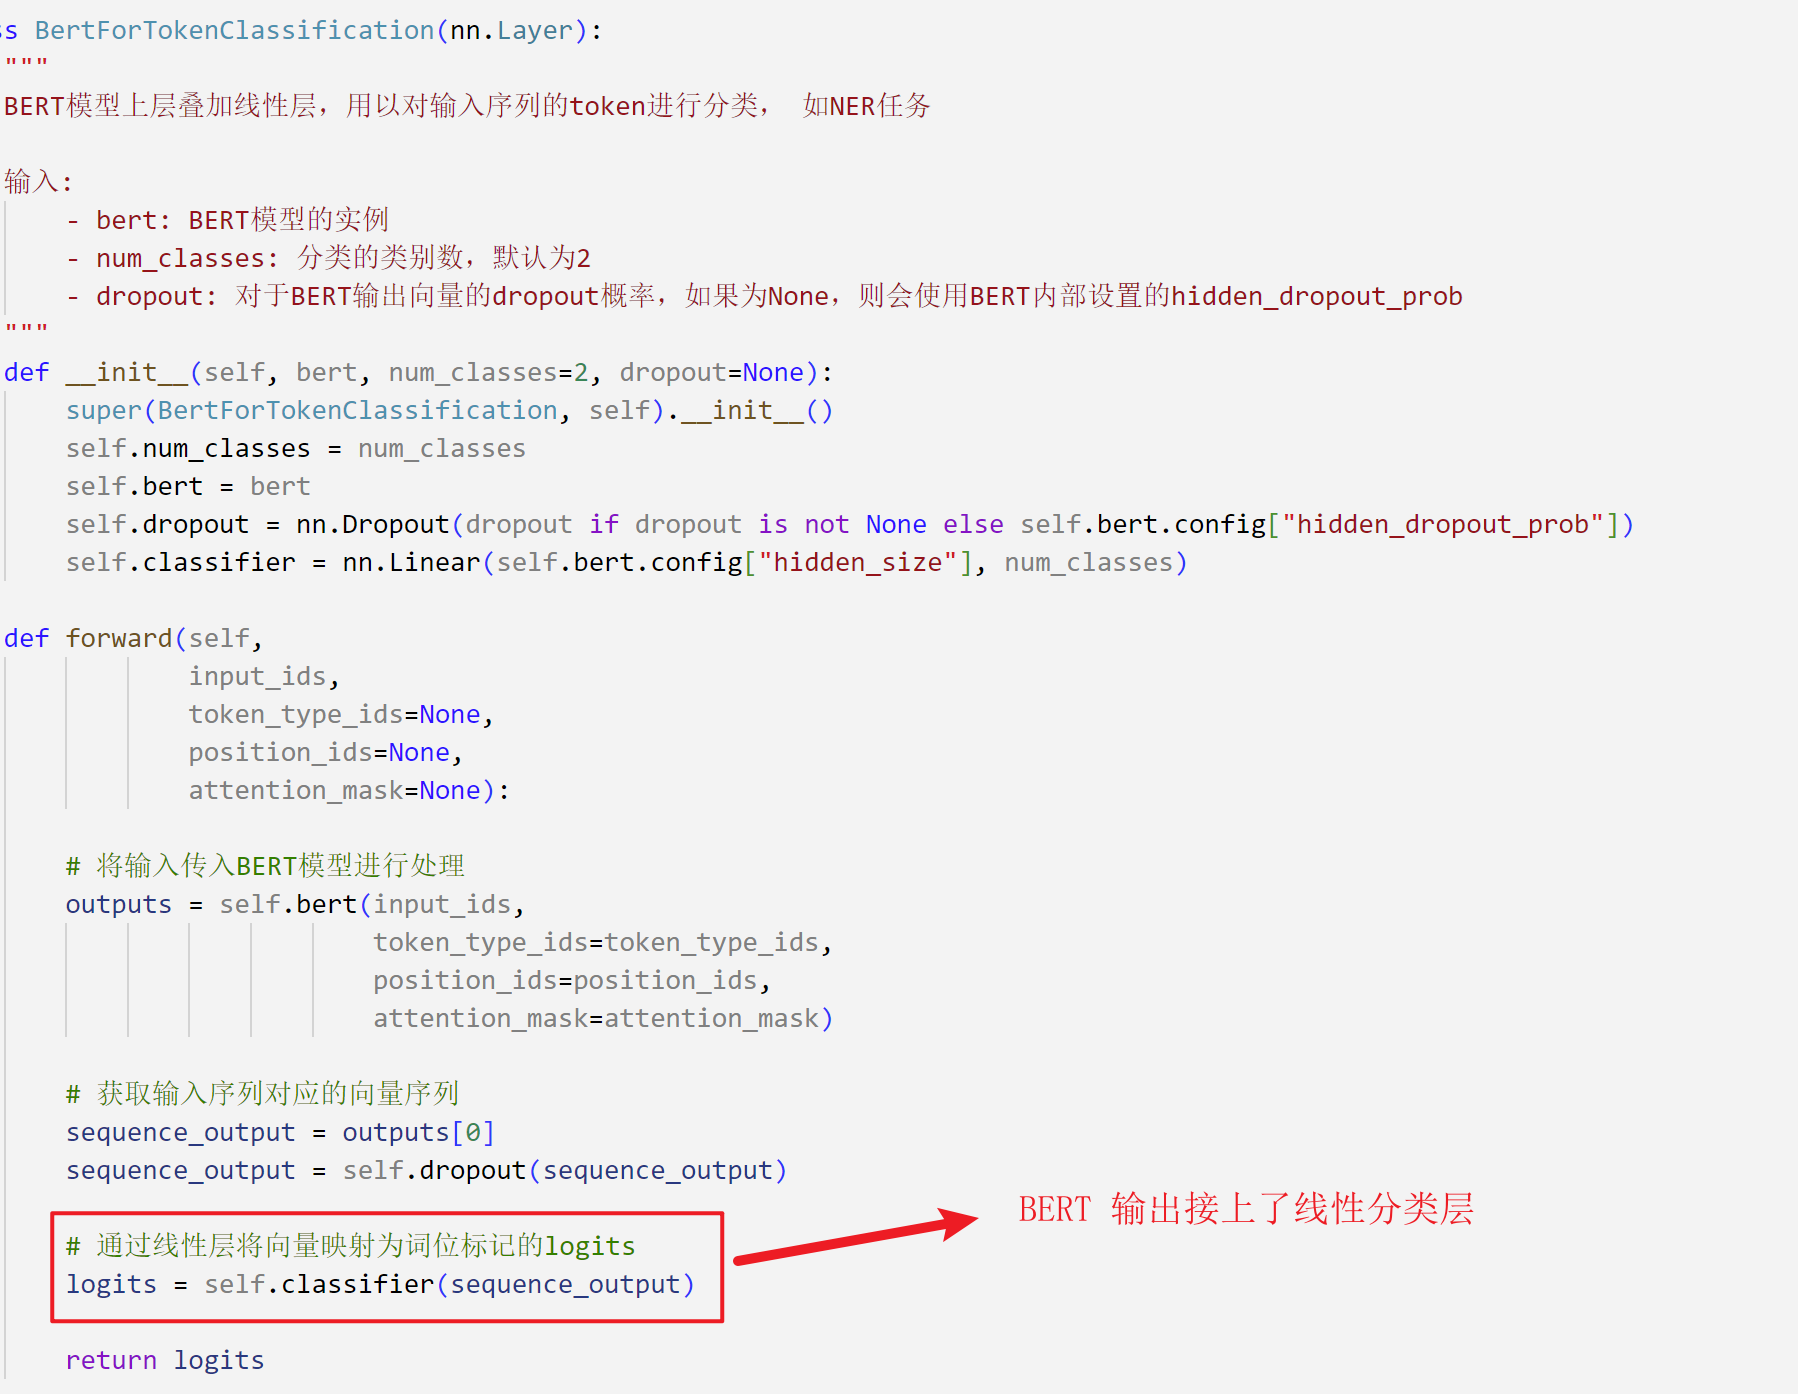 s BertForTokenClassification(nn.Layer):
"""
BERT模型上层叠加线性层，用以对输入序列的token进行分类， 如NER任务
输入:
- bert: BERT模型的实例
- num_classes: 分类的类别数，默认为2
- dropout: 对于BERT输出向量的dropout概率，如果为None，则会使用BERT内部设置的hidden_dropout_prob
"""
def __init__(self, bert, num_classes=2, dropout=None):
super(BertForTokenClassification, self).__init__()
self.num_classes = num_classes
self.bert = bert
self.dropout = nn.Dropout(dropout if dropout is not None else self.bert.config["hidden_dropout_prob"])
self.classifier = nn.Linear(self.bert.config["hidden_size"], num_classes)
def forward(self,
input_ids,
token_type_ids=None,
position_ids=None,
attention_mask=None):
# 将输入传入BERT模型进行处理
outputs = self.bert(input_ids,
token_type_ids=token_type_ids,
position_ids=position_ids,
attention_mask=attention_mask)
# 获取输入序列对应的向量序列
sequence_output = outputs[0]
sequence_output = self.dropout(sequence_output)
BERT 输出接上了线性分类层
# 通过线性层将向量映射为词位标记的logits
logits = self.classifier(sequence_output)
return logits